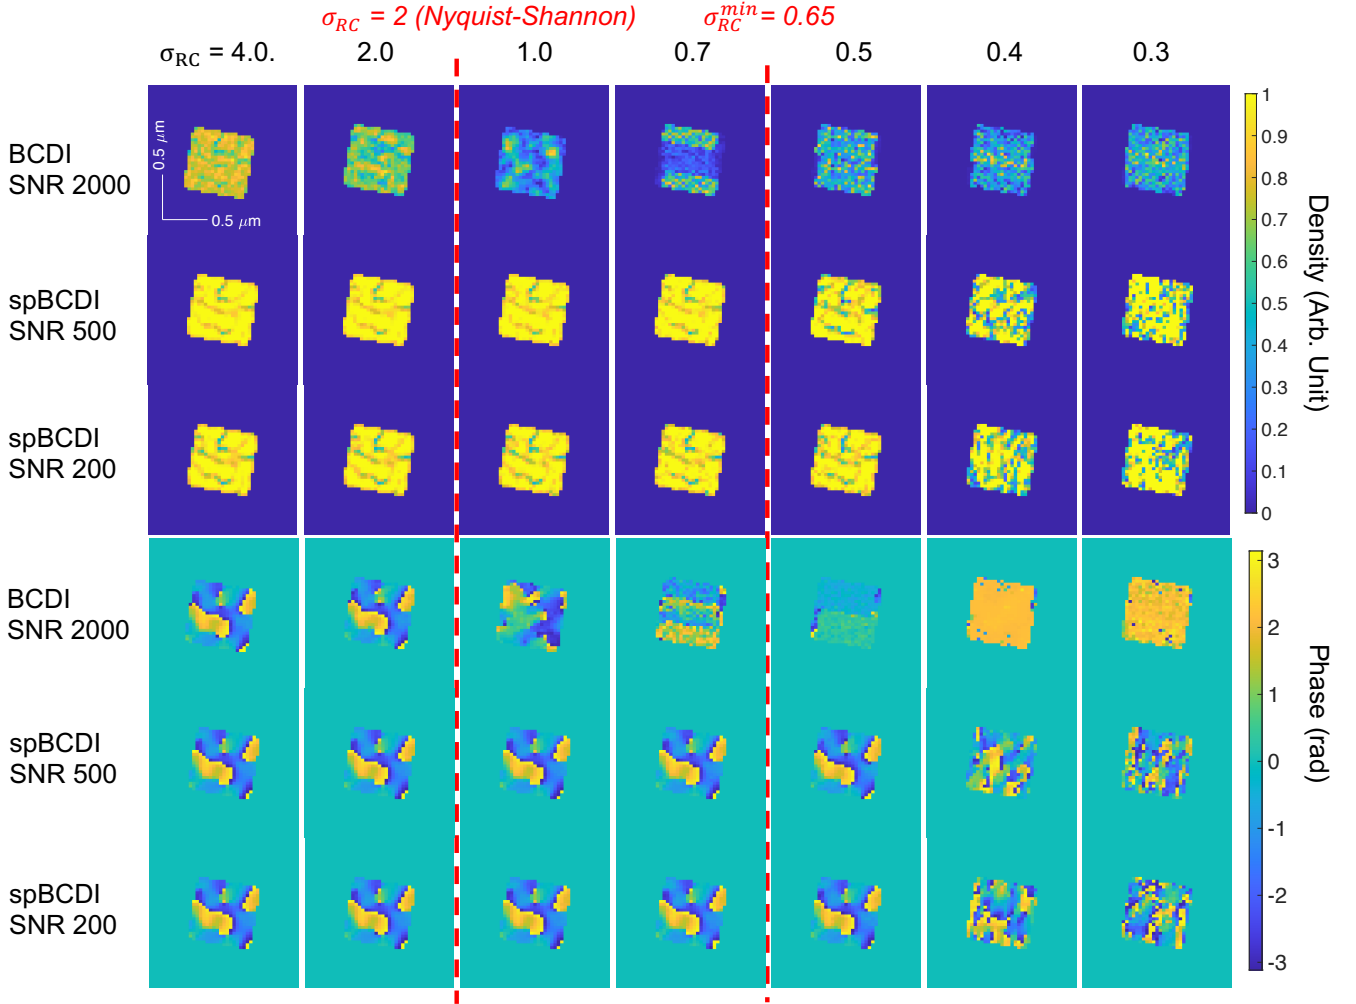 σ_RC = 2 (Nyquist-Shannon) σ_RC^min = 0.65
σ_RC = 4.0. 2.0 1.0 0.7 0.5 0.4 0.3
BCDI
SNR 2000
0.5 μm
0.5 μm
spBCDI
SNR 500
spBCDI
SNR 200
1
0.9
0.8
0.7
0.6
0.5
0.4
0.3
0.2
0.1
0
Density (Arb. Unit)
BCDI
SNR 2000
spBCDI
SNR 500
spBCDI
SNR 200
3
2
1
0
-1
-2
-3
Phase (rad)